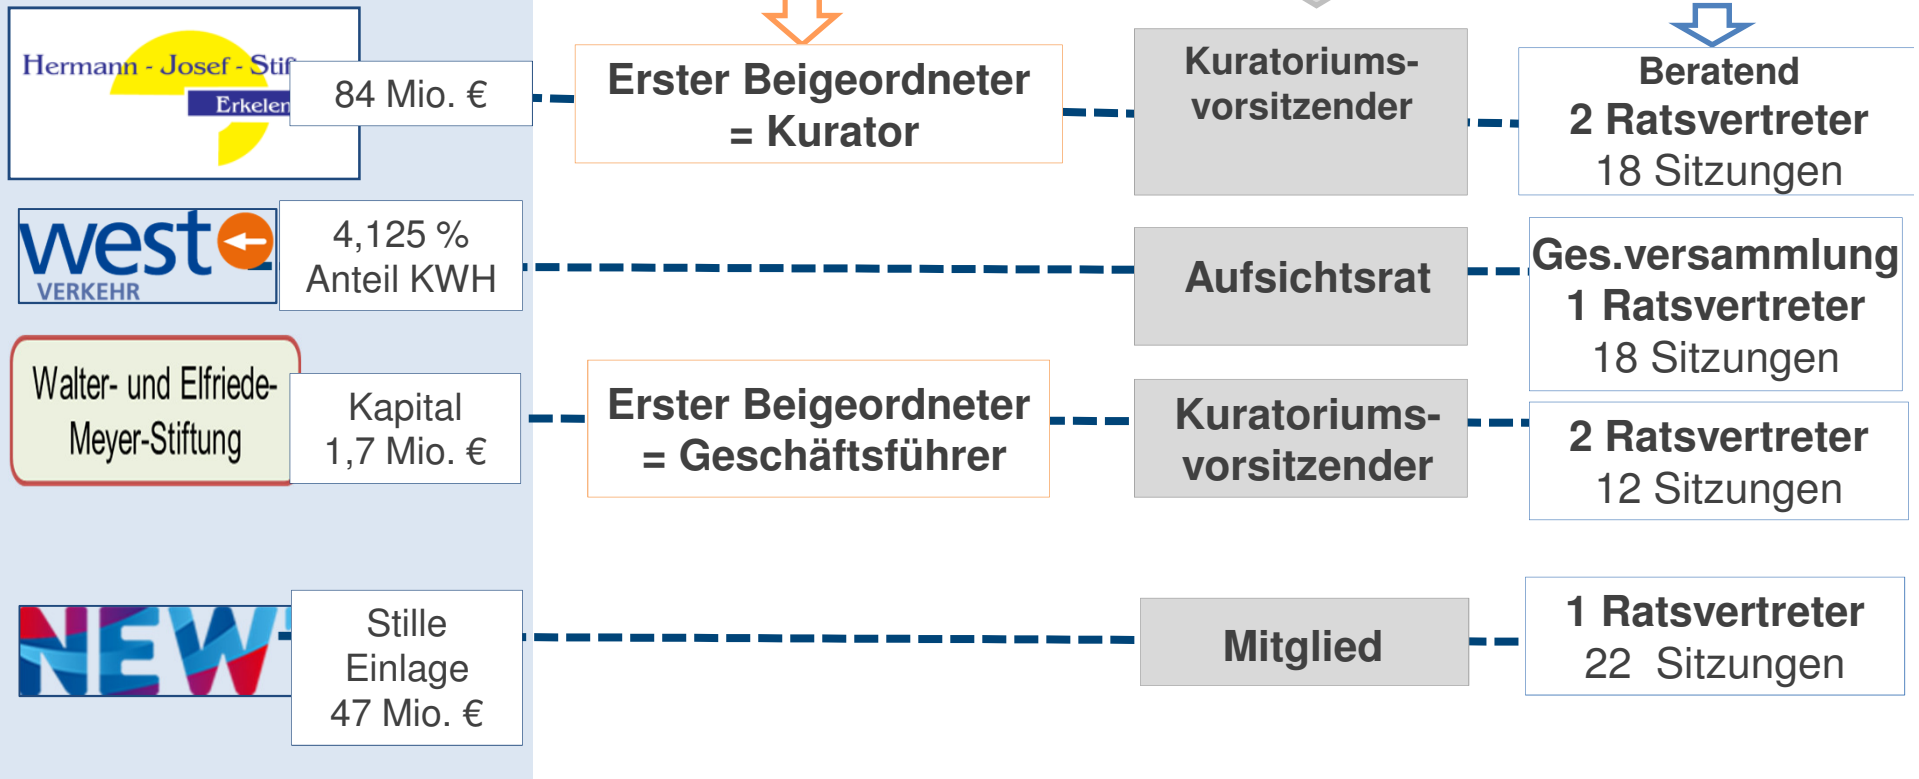 Hermann - Josef - Stif
Erkelen
84 Mio. €
Erster Beigeordneter
= Kurator
Kuratoriums-
vorsitzender
Beratend
2 Ratsvertreter
18 Sitzungen
west
VERKEHR
4,125 %
Anteil KWH
Aufsichtsrat
Ges.versammlung
1 Ratsvertreter
18 Sitzungen
Walter- und Elfriede-
Meyer-Stiftung
Kapital
1,7 Mio. €
Erster Beigeordneter
= Geschäftsführer
Kuratoriums-
vorsitzender
2 Ratsvertreter
12 Sitzungen
NEW
Stille
Einlage
47 Mio. €
Mitglied
1 Ratsvertreter
22 Sitzungen